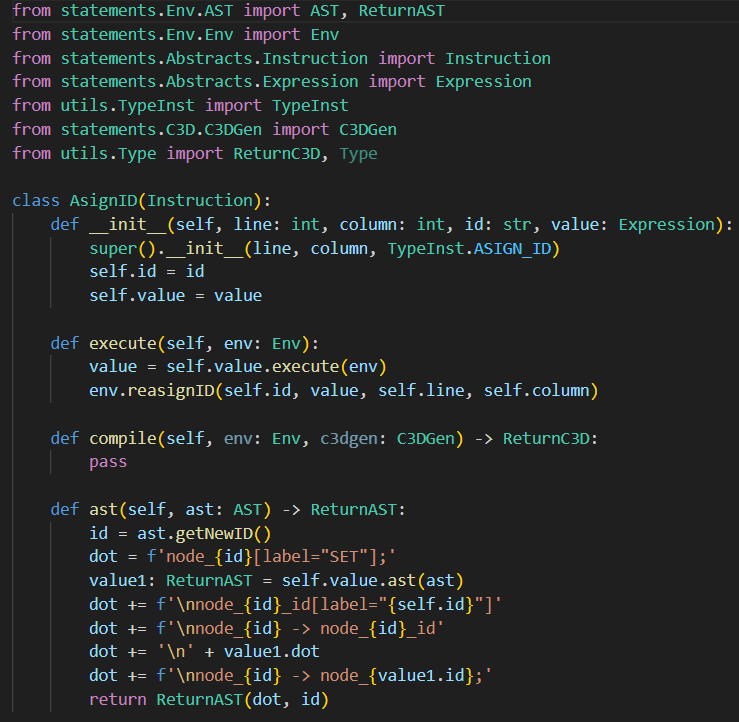 from statements.Env.AST import AST, ReturnAST
from statements.Env.Env import Env
from statements.Abstracts.Instruction import Instruction
from statements.Abstracts.Expression import Expression
from utils.TypeInst import TypeInst
from statements.C3D.C3DGen import C3DGen
from utils.Type import ReturnC3D, Type

class AsignID(Instruction):
    def __init__(self, line: int, column: int, id: str, value: Expression):
        super().__init__(line, column, TypeInst.ASIGN_ID)
        self.id = id
        self.value = value

    def execute(self, env: Env):
        value = self.value.execute(env)
        env.reasignID(self.id, value, self.line, self.column)

    def compile(self, env: Env, c3dgen: C3DGen) -> ReturnC3D:
        pass

    def ast(self, ast: AST) -> ReturnAST:
        id = ast.getNewID()
        dot = f'node_{id}[label="SET"];'
        value1: ReturnAST = self.value.ast(ast)
        dot += f'\nnode_{id}_id[label="{self.id}"]'
        dot += f'\nnode_{id} -> node_{id}_id'
        dot += '\n' + value1.dot
        dot += f'\nnode_{id} -> node_{value1.id};'
        return ReturnAST(dot, id)